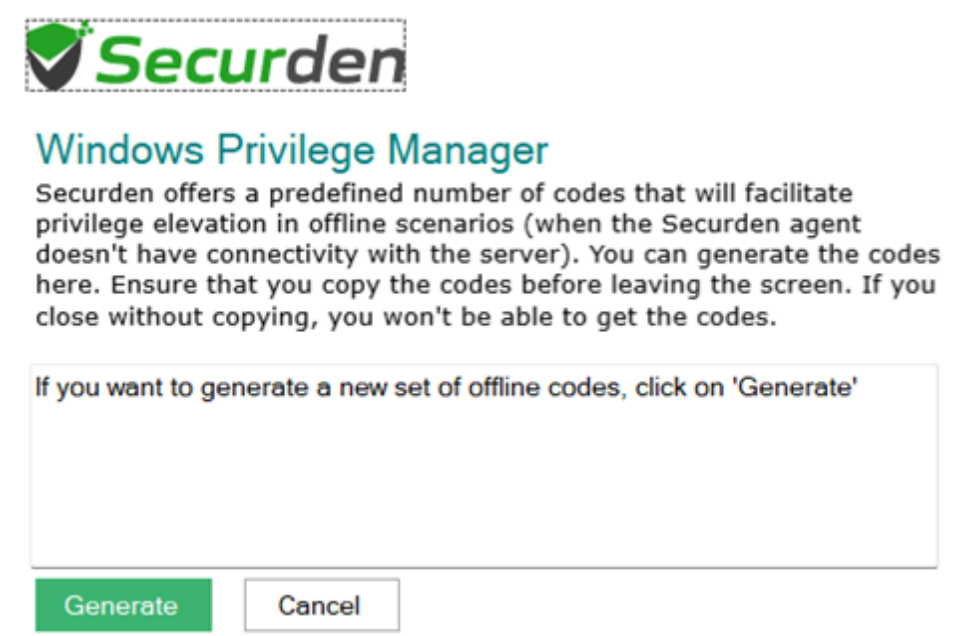 Securden
Windows Privilege Manager
Securden offers a predefined number of codes that will facilitate
privilege elevation in offline scenarios (when the Securden agent
doesn't have connectivity with the server). You can generate the codes
here. Ensure that you copy the codes before leaving the screen. If you
close without copying, you won't be able to get the codes.
If you want to generate a new set of offline codes, click on 'Generate'
Generate Cancel